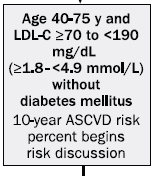 Age 40-75 y and
LDL-C ≥70 to <190
mg/dL
(≥1.8-<4.9 mmol/L)
without
diabetes mellitus
10-year ASCVD risk
percent begins
risk discussion